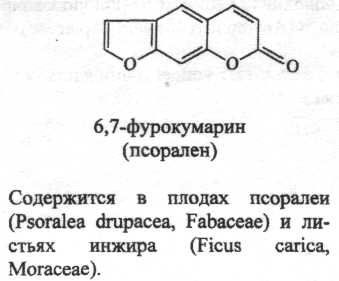 O
O
O
6,7-фурокумарин
(псорален)
Содержится в плодах псоралеи
(Psoralea drupacea, Fabaceae) и ли-
стьях инжира (Ficus carica,
Moraceae).